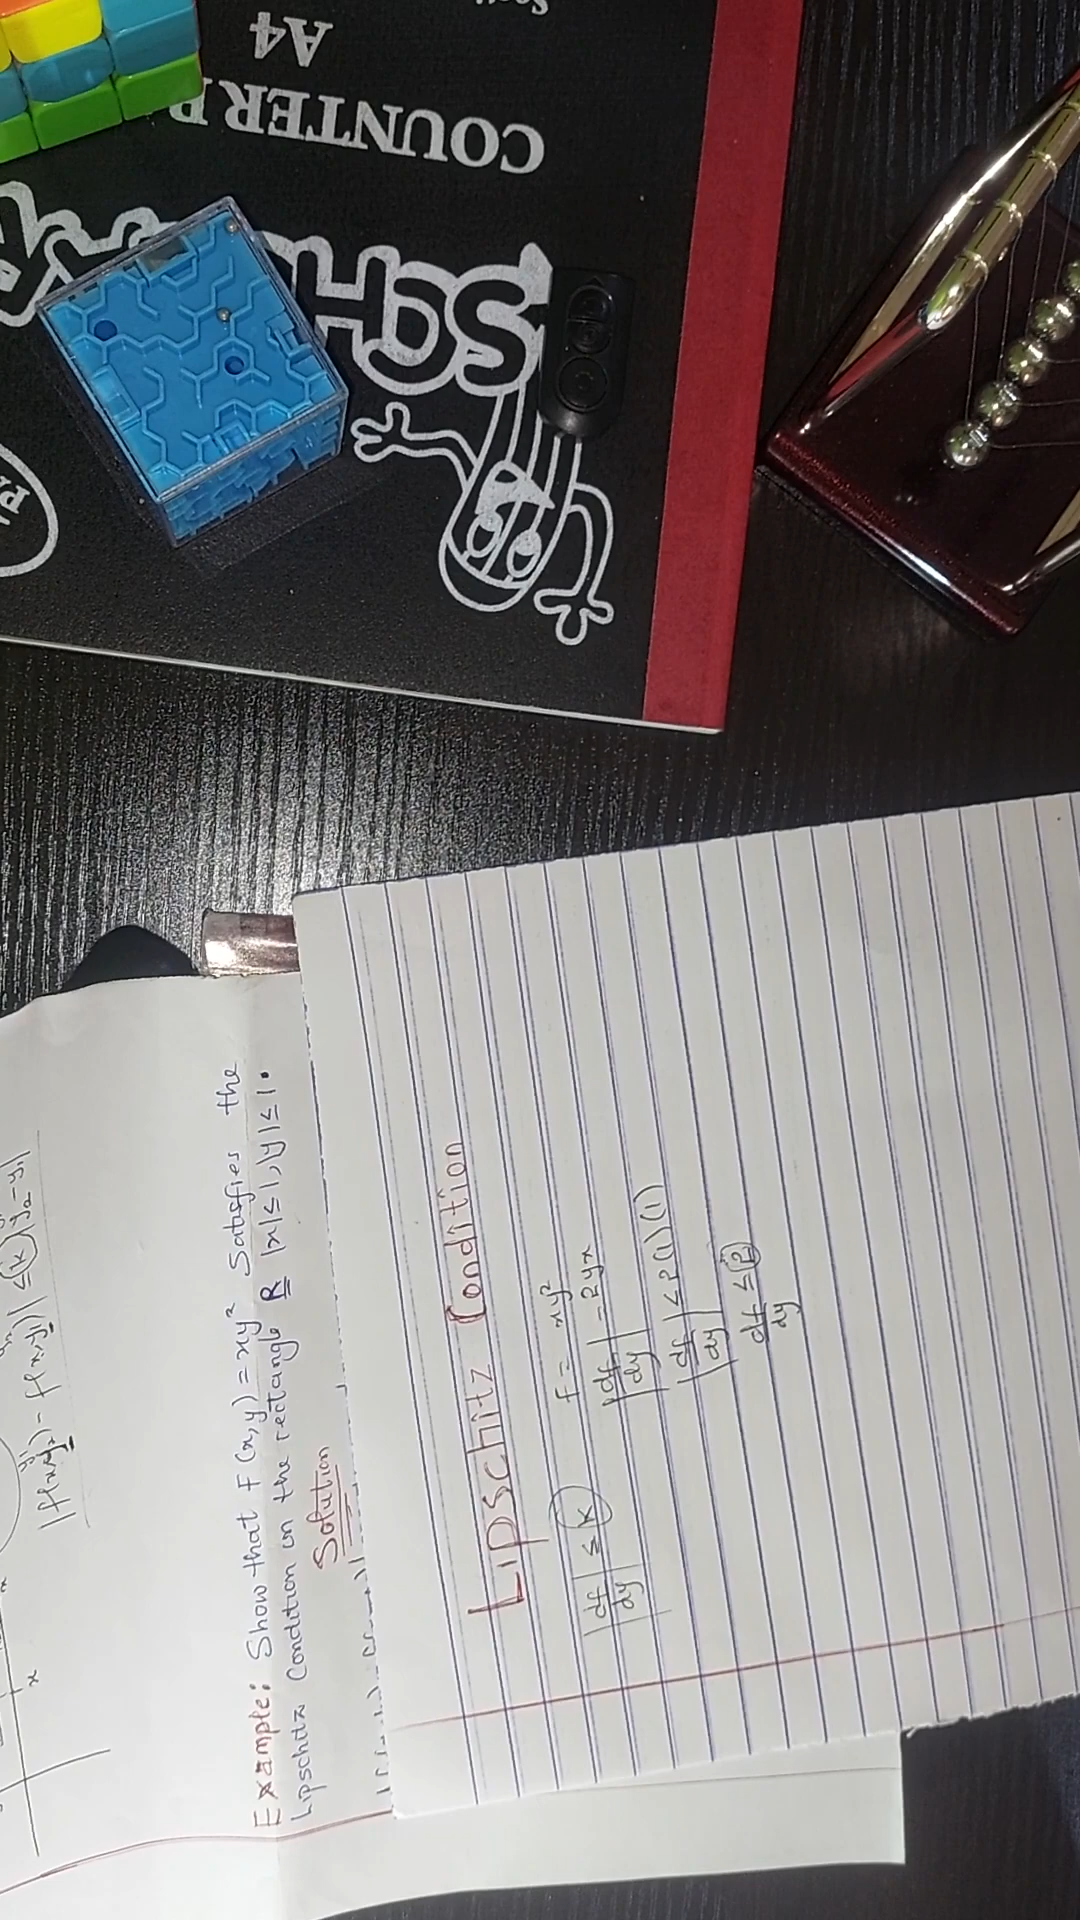 A4
COUNTER
SCH
|f(x,y₂) - f(x,y₁)| ≤ K |y₂-y₁|
x
Example: Show that F(x,y) = xy² Satisfies the
Lipschitz Condition on the rectangle R |x| ≤ 1, |y| ≤ 1.
Solution
Lipschitz Condition
|df/dy| ≤ K
f = xy²
|df/dy| = 2yx
|df/dy| ≤ 2(1)(1)
df/dy ≤ 2